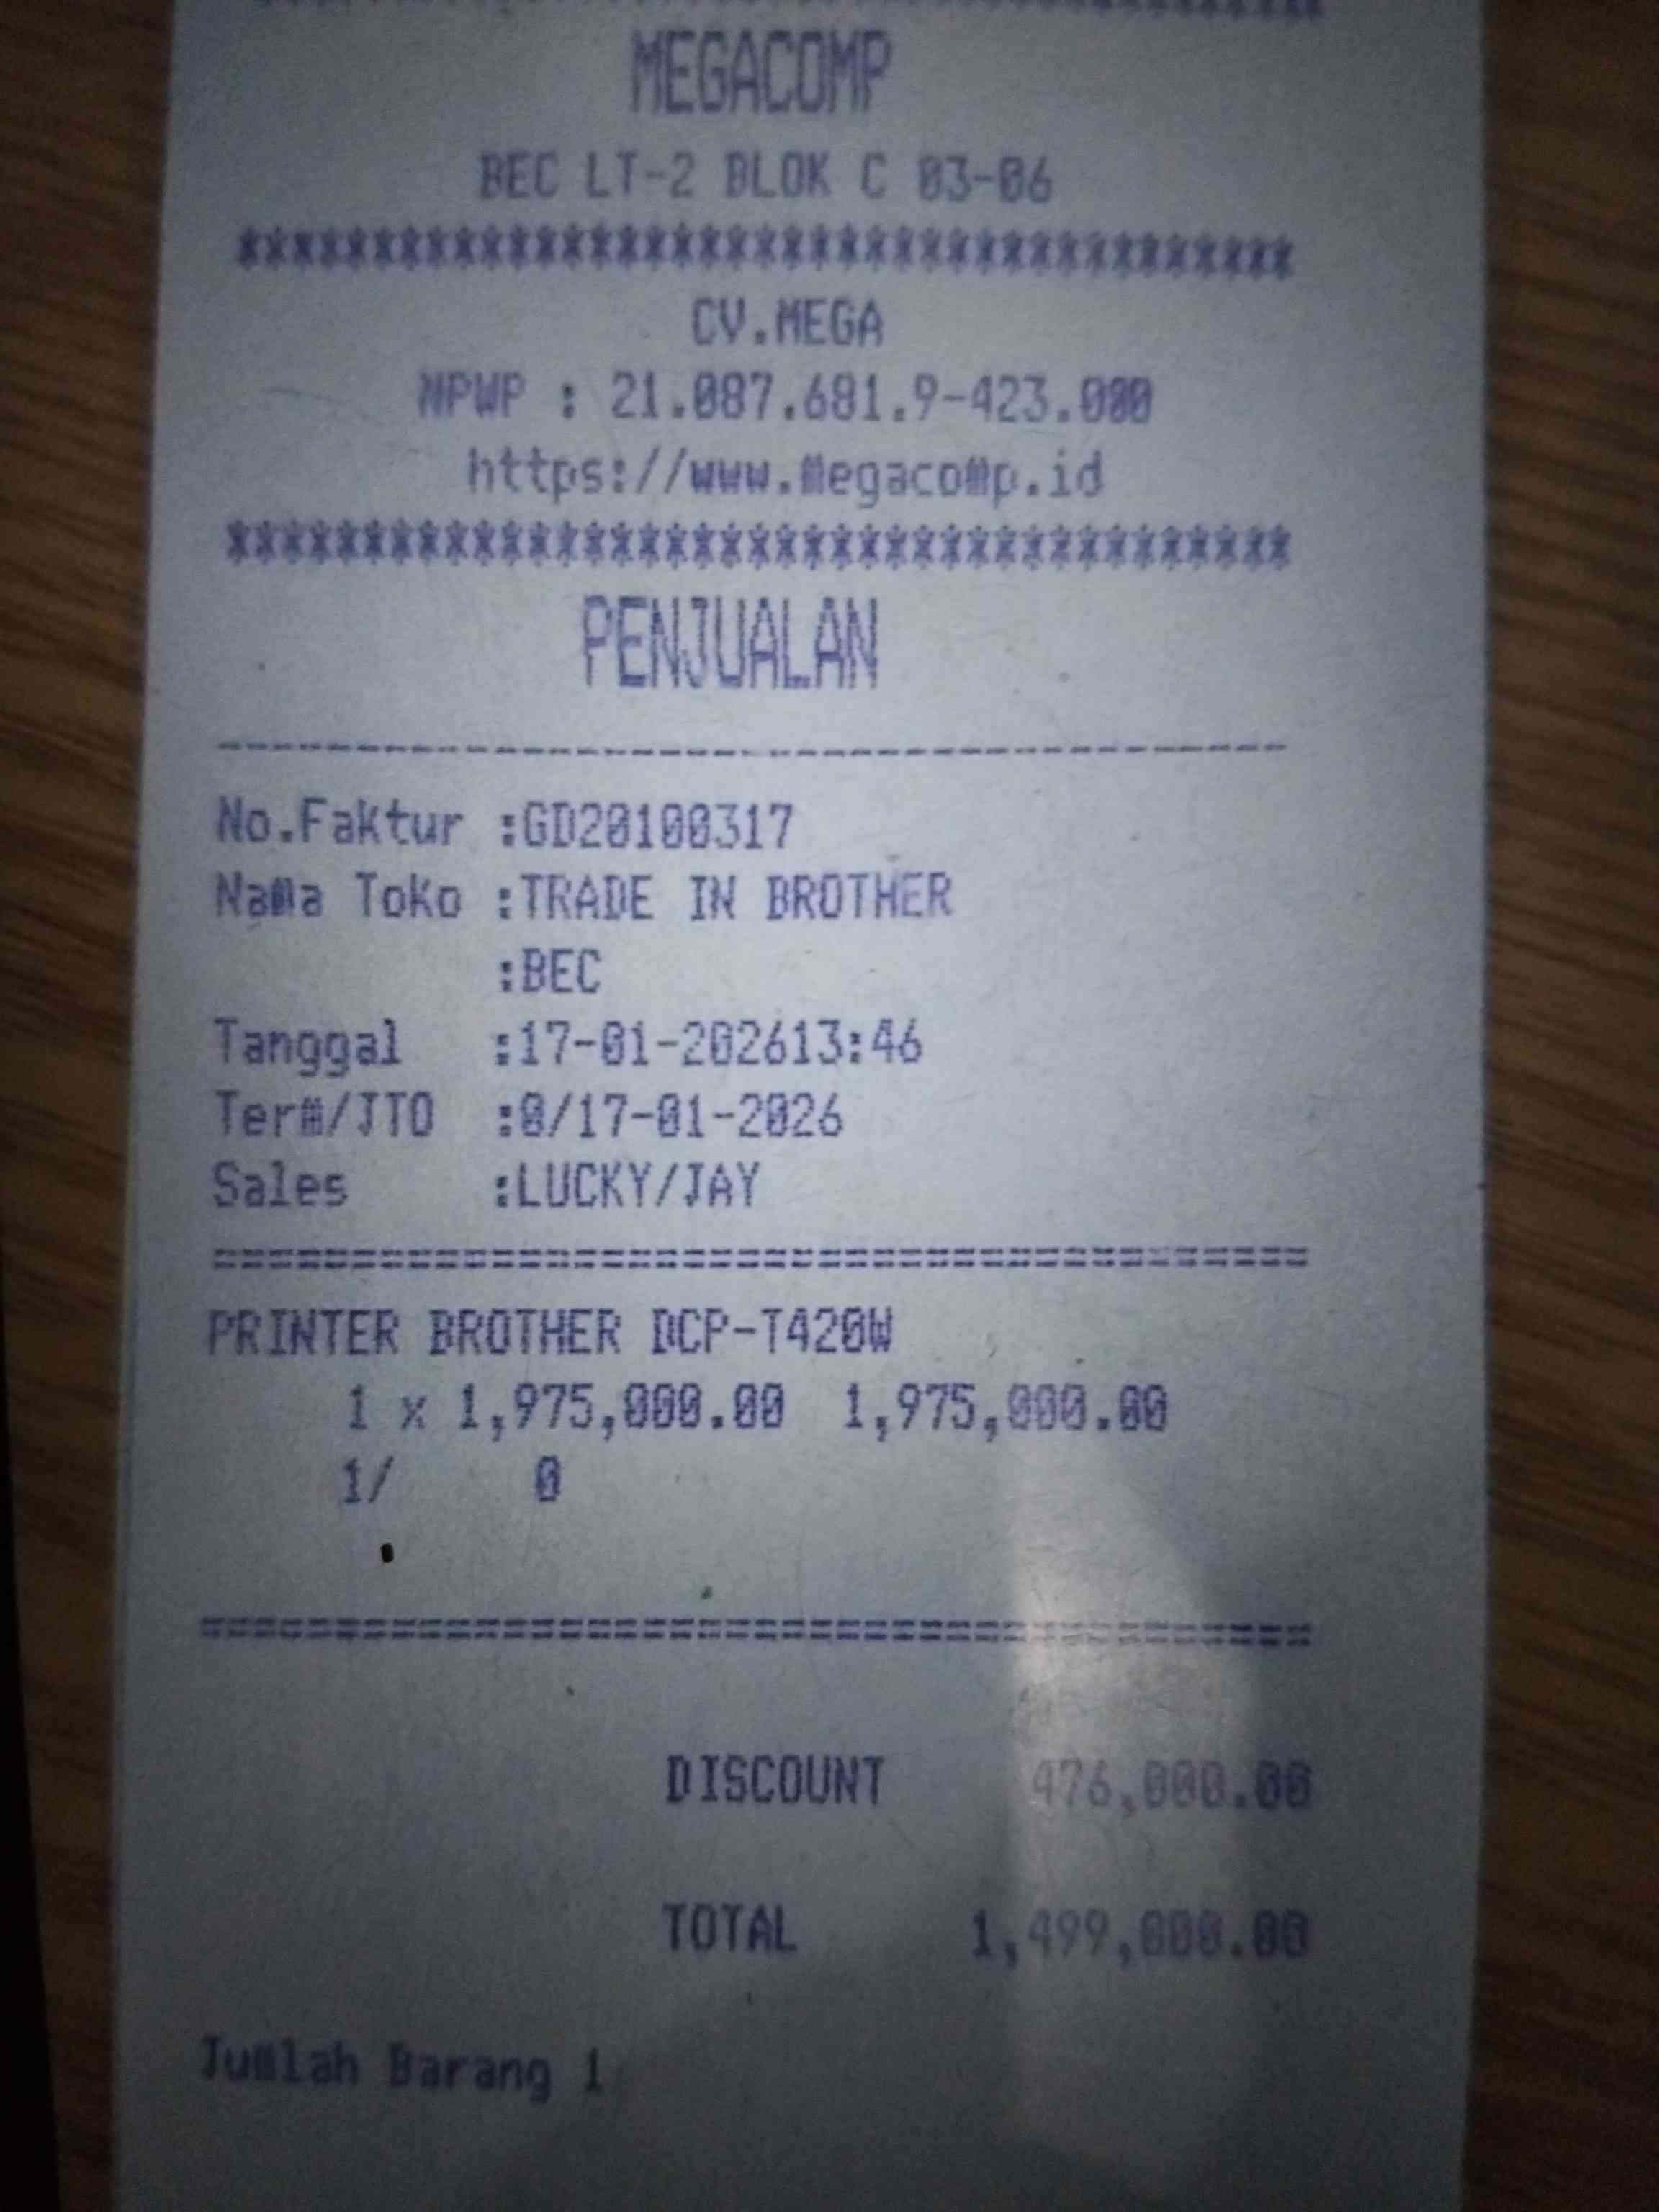 MEGACOMP
BEC LT-2 BLOK C 03-06
***************************************
CV.MEGA
NPWP : 21.087.681.9-423.000
https://www.megacomp.id
***************************************
PENJUALAN
---------------------------------------
No.Faktur :GD20100317
Nama Toko :TRADE IN BROTHER
:BEC
Tanggal :17-01-202613:46
Term/JTO :0/17-01-2026
Sales :LUCKY/JAY
=======================================
PRINTER BROTHER DCP-T420W
1 x 1,975,000.00 1,975,000.00
1/ 0
=======================================
DISCOUNT 476,000.00
TOTAL 1,499,000.00
Jumlah Barang 1